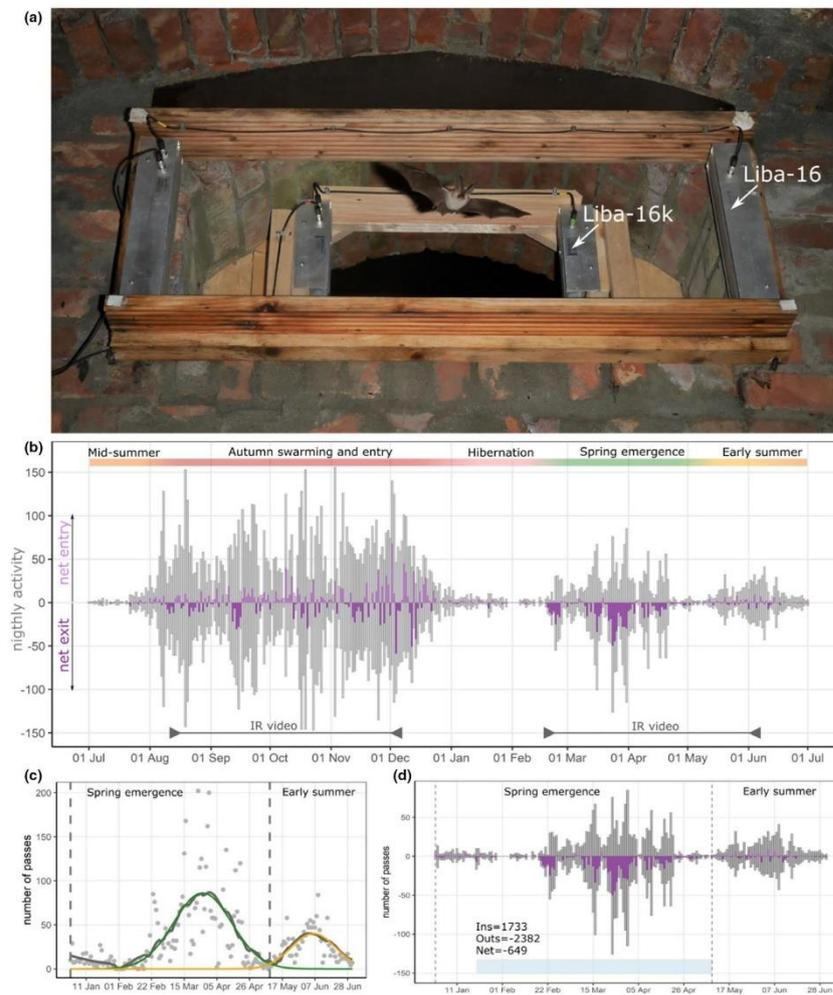 (a)
Liba-16
Liba-16k
(b)
Mid-summer Autumn swarming and entry Hibernation Spring emergence Early summer
nigthly activity
net exit net entry
150
100
50
0
-50
-100
-150
IR video IR video
01 Jul 01 Aug 01 Sep 01 Oct 01 Nov 01 Dec 01 Jan 01 Feb 01 Mar 01 Apr 01 May 01 Jun 01 Jul
(c)
Spring emergence Early summer
number of passes
200
150
100
50
0
11 Jan 01 Feb 22 Feb 15 Mar 05 Apr 26 Apr 17 May 07 Jun 28 Jun
(d)
Spring emergence Early summer
number of passes
50
0
-50
-100
-150
Ins=1733
Outs=-2382
Net=-649
11 Jan 01 Feb 22 Feb 15 Mar 05 Apr 26 Apr 17 May 07 Jun 28 Jun